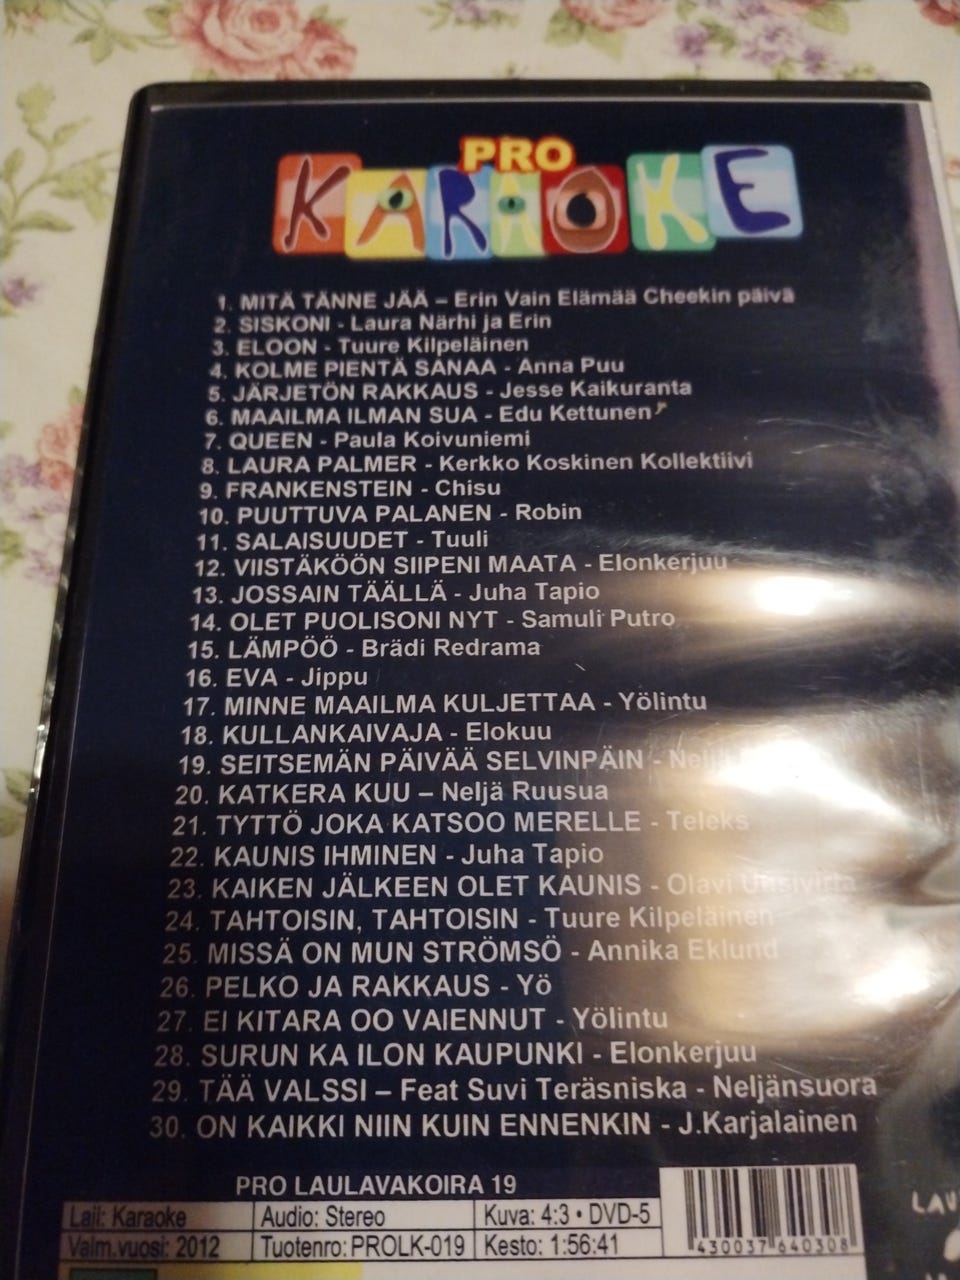 PRO
KARAOKE
1. MITÄ TÄNNE JÄÄ – Erin Vain Elämää Cheekin päivä
2. SISKONI - Laura Närhi ja Erin
3. ELOON - Tuure Kilpeläinen
4. KOLME PIENTÄ SANAA - Anna Puu
5. JÄRJETÖN RAKKAUS - Jesse Kaikuranta
6. MAAILMA ILMAN SUA - Edu Kettunen
7. QUEEN - Paula Koivuniemi
8. LAURA PALMER - Kerkko Koskinen Kollektiivi
9. FRANKENSTEIN - Chisu
10. PUUTTUVA PALANEN - Robin
11. SALAISUUDET - Tuuli
12. VIISTÄKÖÖN SIIPENI MAATA - Elonkerjuu
13. JOSSAIN TÄÄLLÄ - Juha Tapio
14. OLET PUOLISONI NYT - Samuli Putro
15. LÄMPÖÖ - Brädi Redrama
16. EVA - Jippu
17. MINNE MAAILMA KULJETTAA - Yölintu
18. KULLANKAIVAJA - Elokuu
19. SEITSEMÄN PÄIVÄÄ SELVINPÄIN - Neljä
20. KATKERA KUU – Neljä Ruusua
21. TYTTÖ JOKA KATSOO MERELLE - Teleks
22. KAUNIS IHMINEN - Juha Tapio
23. KAIKEN JÄLKEEN OLET KAUNIS - Olavi Uusivirta
24. TAHTOISIN, TAHTOISIN - Tuure Kilpeläinen
25. MISSÄ ON MUN STRÖMSÖ - Annika Eklund
26. PELKO JA RAKKAUS - Yö
27. EI KITARA OO VAIENNUT - Yölintu
28. SURUN KA ILON KAUPUNKI - Elonkerjuu
29. TÄÄ VALSSI – Feat Suvi Teräsniska - Neljänsuora
30. ON KAIKKI NIIN KUIN ENNENKIN - J.Karjalainen
PRO LAULAVAKOIRA 19
Laji: Karaoke Audio: Stereo Kuva: 4:3 • DVD-5
Valm.vuosi: 2012 Tuotenro: PROLK-019 Kesto: 1:56:41
430037 640308